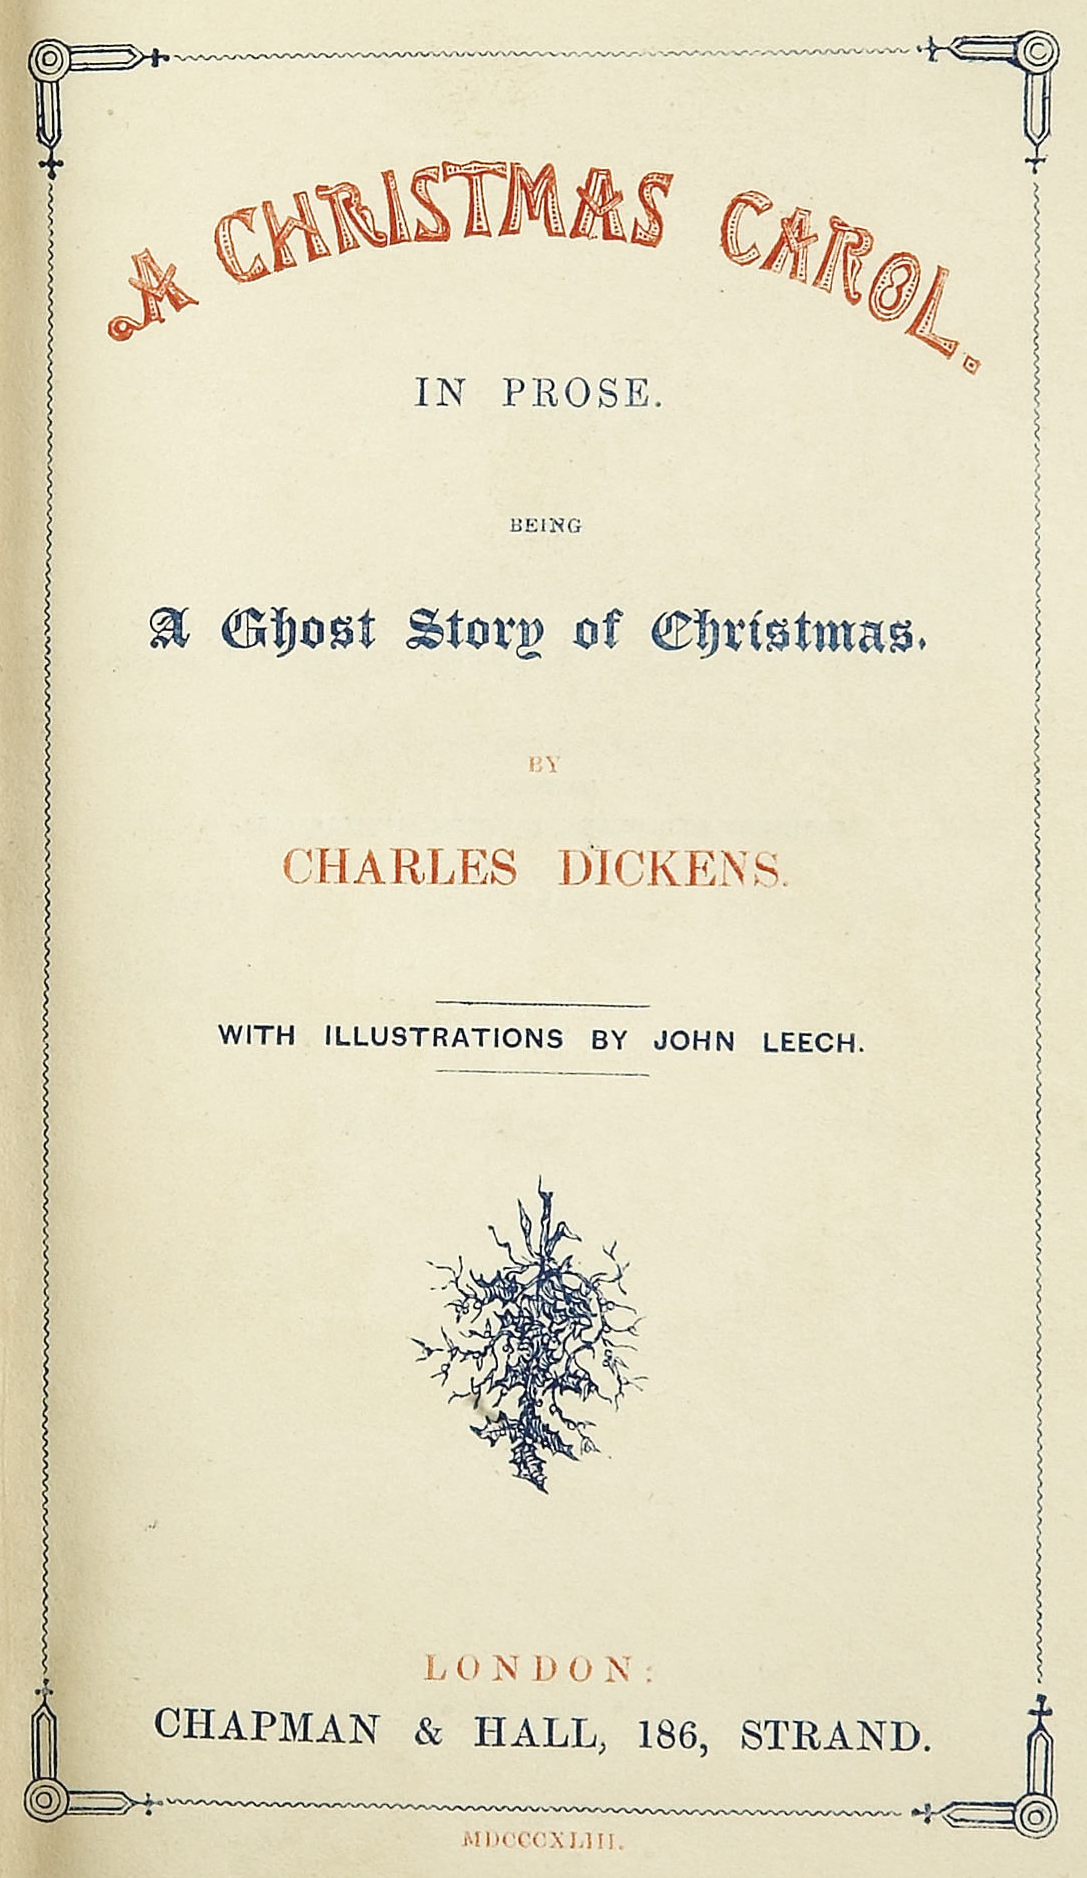 A CHRISTMAS CAROL.
IN PROSE.
BEING
A Ghost Story of Christmas.
BY
CHARLES DICKENS.
WITH ILLUSTRATIONS BY JOHN LEECH.
LONDON:
CHAPMAN & HALL, 186, STRAND.
MDCCCXLIII.